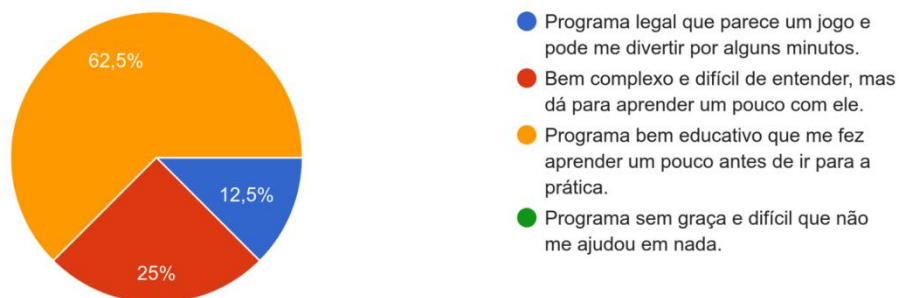 62,5%
12,5%
25%
Programa legal que parece um jogo e
pode me divertir por alguns minutos.
Bem complexo e difícil de entender, mas
dá para aprender um pouco com ele.
Programa bem educativo que me fez
aprender um pouco antes de ir para a
prática.
Programa sem graça e difícil que não
me ajudou em nada.